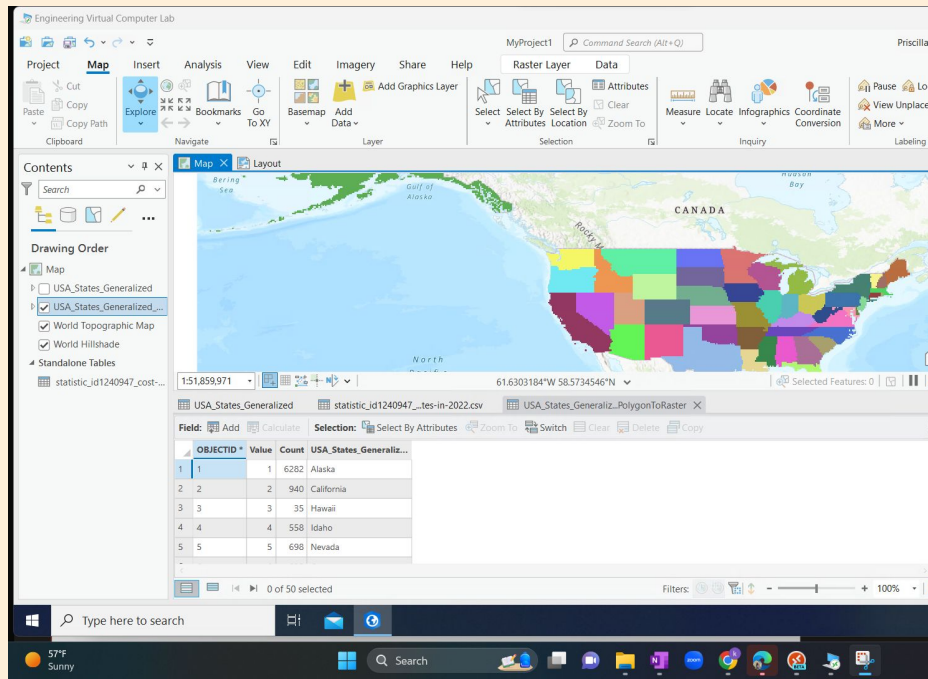 Engineering Virtual Computer Lab
MyProject1 Command Search (Alt+Q) Priscilla
Project Map Insert Analysis View Edit Imagery Share Help Raster Layer Data
Paste Cut Copy Copy Path
Explore Bookmarks Go To XY
Basemap Add Data Add Graphics Layer
Select Select By Attributes Select By Location Attributes Clear Zoom To
Measure Locate Infographics Coordinate Conversion
Pause Lo
View Unplace
More
Clipboard Navigate Layer Selection Inquiry Labeling
Contents
Search
Drawing Order
Map
USA_States_Generalized
USA_States_Generalized_...
World Topographic Map
World Hillshade
Standalone Tables
statistic_id1240947_cost-...
Map Layout
Bering Sea
Gulf of Alaska
Hudson Bay
CANADA
Rocky M
North
1:51,859,971 61.6303184°W 58.5734546°N Selected Features: 0
USA_States_Generalized statistic_id1240947_...tes-in-2022.csv USA_States_Generaliz...PolygonToRaster
Field: Add Calculate Selection: Select By Attributes Zoom To Switch Clear Delete Copy
OBJECTID * Value Count USA_States_Generaliz...
1 1 1 6282 Alaska
2 2 2 940 California
3 3 3 35 Hawaii
4 4 4 558 Idaho
5 5 5 698 Nevada
0 of 50 selected Filters: 100%
Type here to search
57°F
Sunny
Search
zoom
BETA